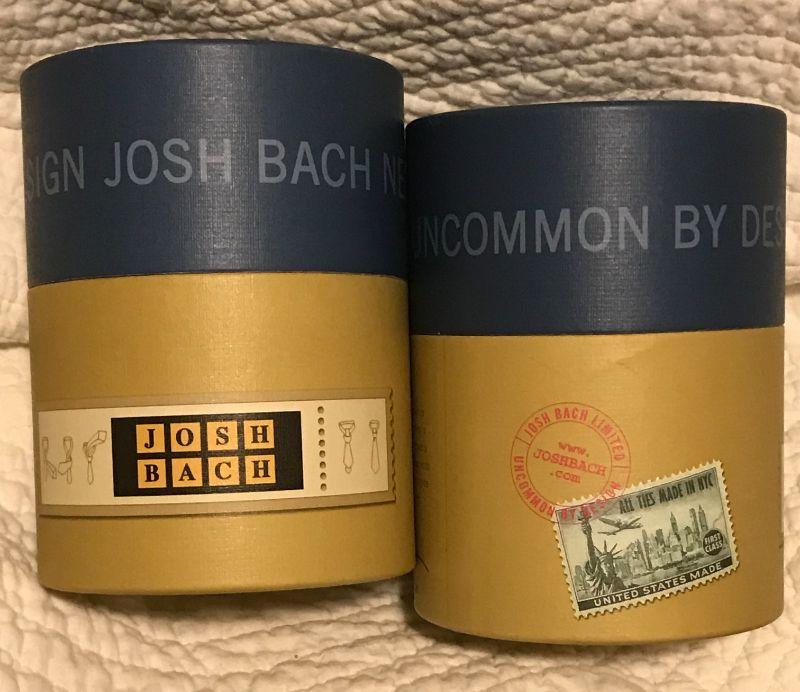 SIGN JOSH BACH NE
JOSH
BACH
UNCOMMON BY DES
JOSH BACH LIMITED
www.
JOSHBACH
.com
UNCOMMON BY DESIGN
ALL TIES MADE IN NYC
FIRST
CLASS
UNITED STATES MADE